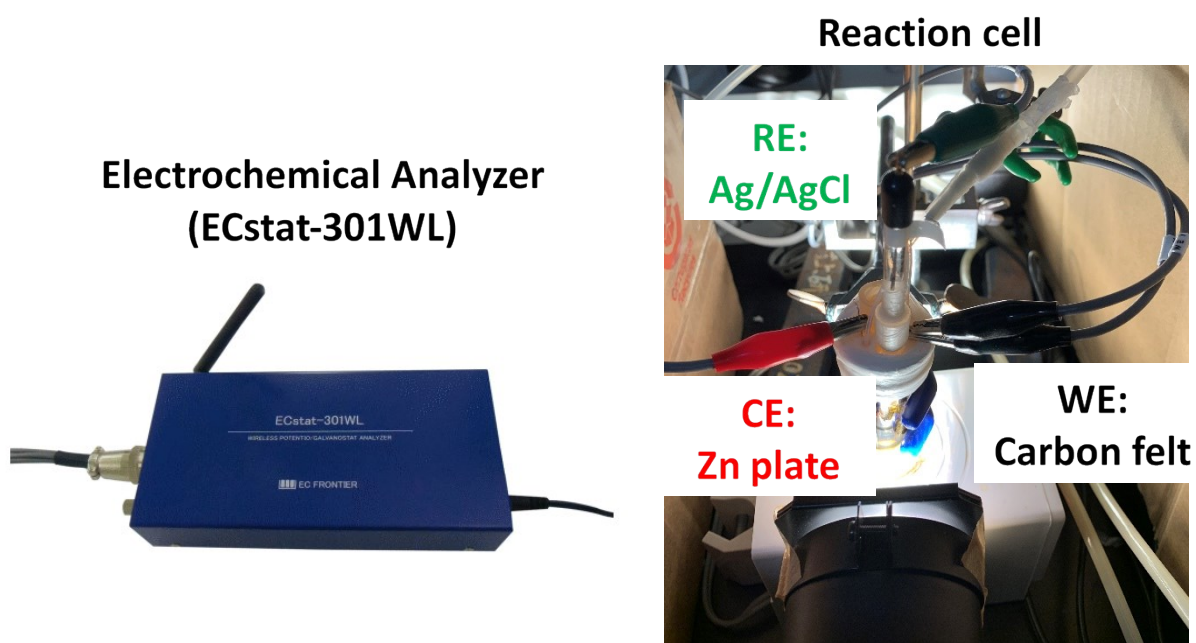 Electrochemical Analyzer
(ECstat-301WL)
ECstat-301WL
WIRELESS POTENTIO/GALVANOSTAT ANALYZER
EC FRONTIER
Reaction cell
RE:
Ag/AgCl
CE:
Zn plate
WE:
Carbon felt